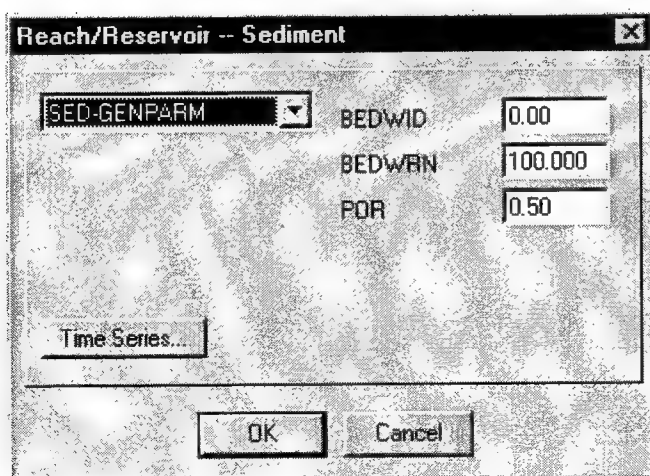 Reach/Reservoir -- Sediment
SED-GENPARM
BEDWID 0.00
BEDWRN 100.000
POR 0.50
Time Series...
OK Cancel